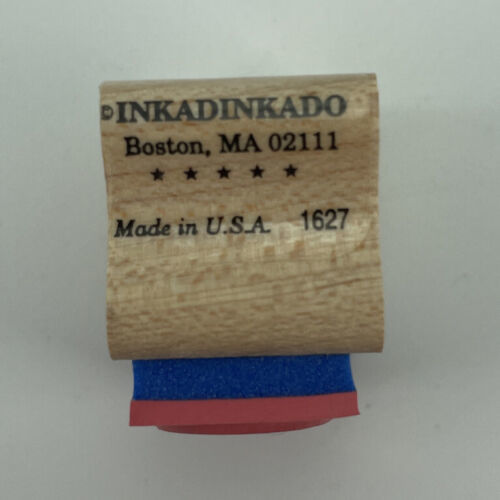 ©INKADINKADO
Boston, MA 02111
★ ★ ★ ★ ★
Made in U.S.A. 1627